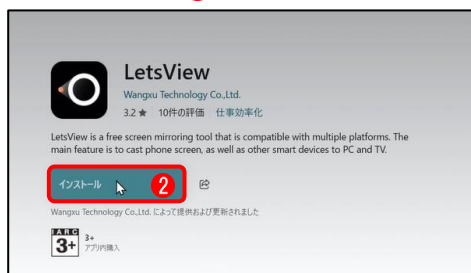 LetsView
Wangxu Technology Co.,Ltd.
3.2 ★ 10件の評価 仕事効率化
LetsView is a free screen mirroring tool that is compatible with multiple platforms. The
main feature is to cast phone screen, as well as other smart devices to PC and TV.
インストール 2
Wangxu Technology Co.,Ltd. によって提供および更新されました
IARC
3+ 3+
アプリ内購入